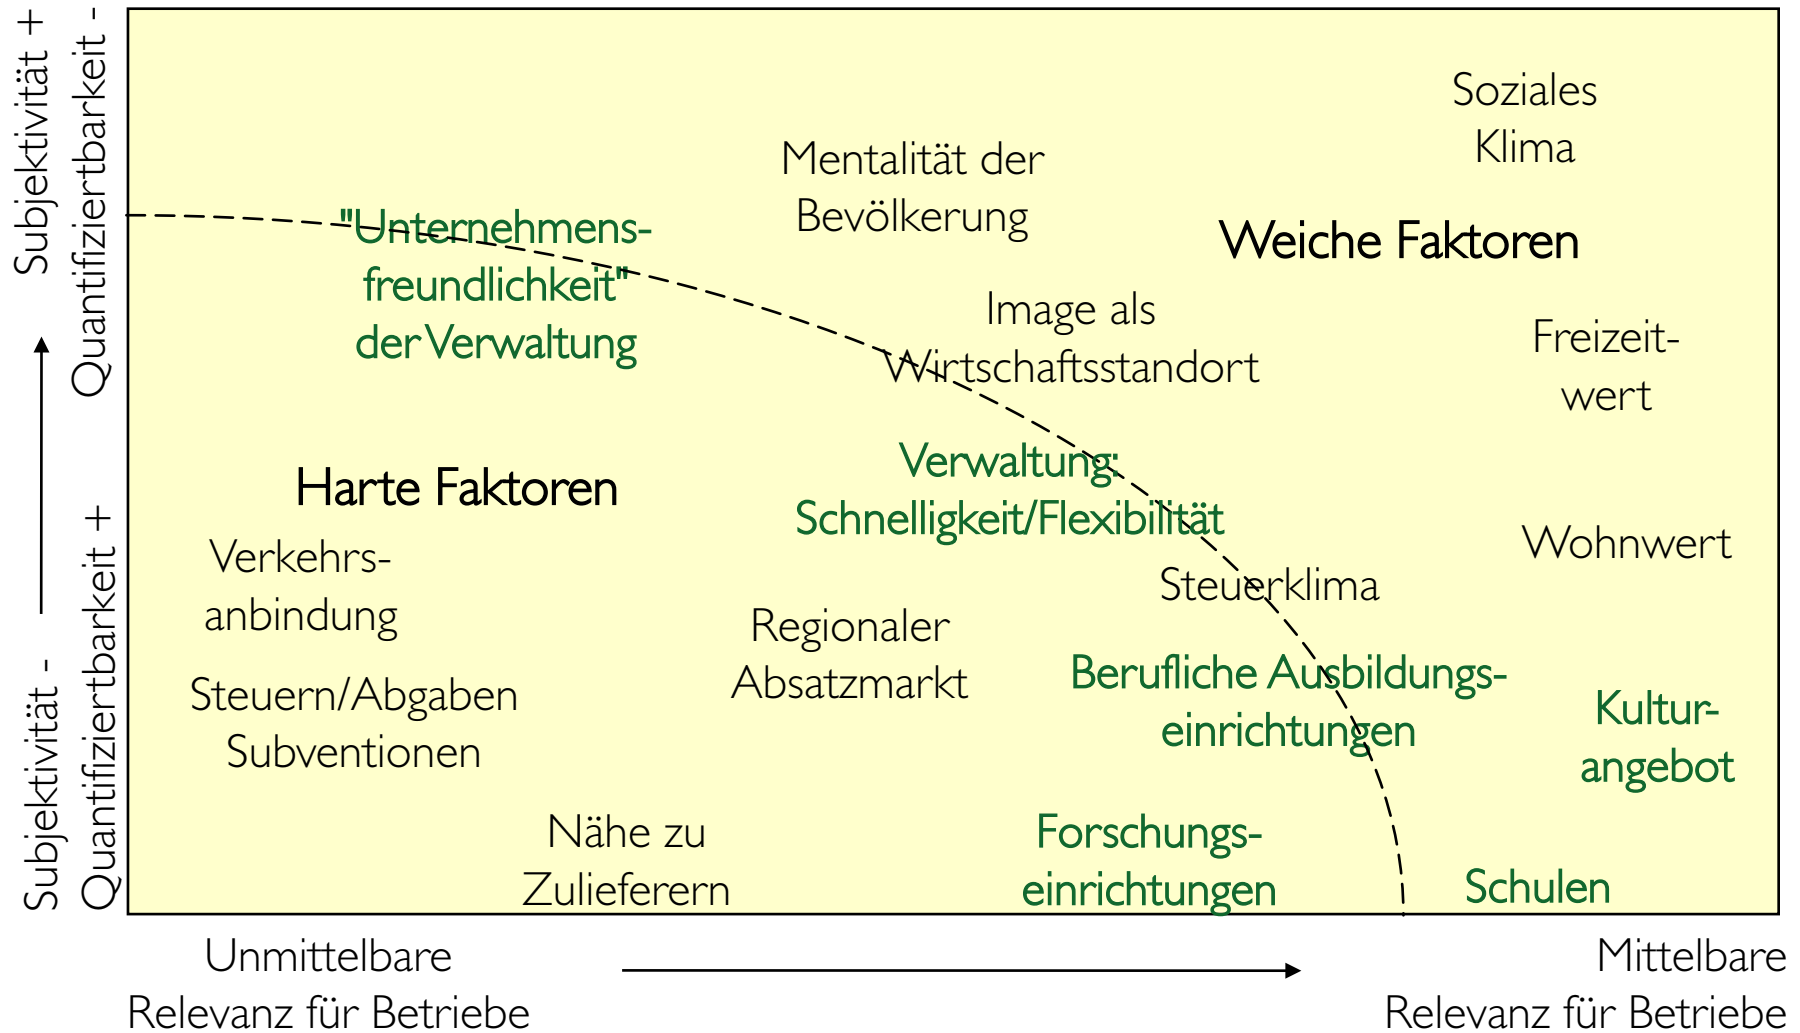 Subjektivität +
Quantifiziertbarkeit -
Subjektivität -
Quantifiziertbarkeit +
Soziales
Klima
Mentalität der
Bevölkerung
"Unternehmens-
freundlichkeit"
der Verwaltung
Weiche Faktoren
Image als
Wirtschaftsstandort
Freizeit-
wert
Harte Faktoren
Verwaltung:
Schnelligkeit/Flexibilität
Wohnwert
Verkehrs-
anbindung
Steuerklima
Regionaler
Absatzmarkt
Steuern/Abgaben
Subventionen
Berufliche Ausbildungs-
einrichtungen
Kultur-
angebot
Nähe zu
Zulieferern
Forschungs-
einrichtungen
Schulen
Unmittelbare
Relevanz für Betriebe
Mittelbare
Relevanz für Betriebe